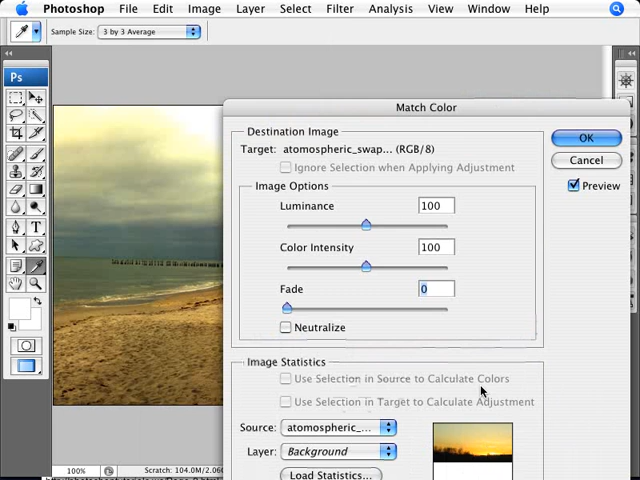 Photoshop File Edit Image Layer Select Filter Analysis View Window Help
Sample Size: 3 by 3 Average
Ps
Match Color
Destination Image
Target: atomospheric_swap... (RGB/8)
OK
Ignore Selection when Applying Adjustment
Cancel
Image Options
Preview
Luminance 100
Color Intensity 100
Fade 0
Neutralize
Image Statistics
Use Selection in Source to Calculate Colors
Use Selection in Target to Calculate Adjustment
Source: atomospheric_...
Layer: Background
100% Scratch: 104.0M/2.06
Load Statistics...